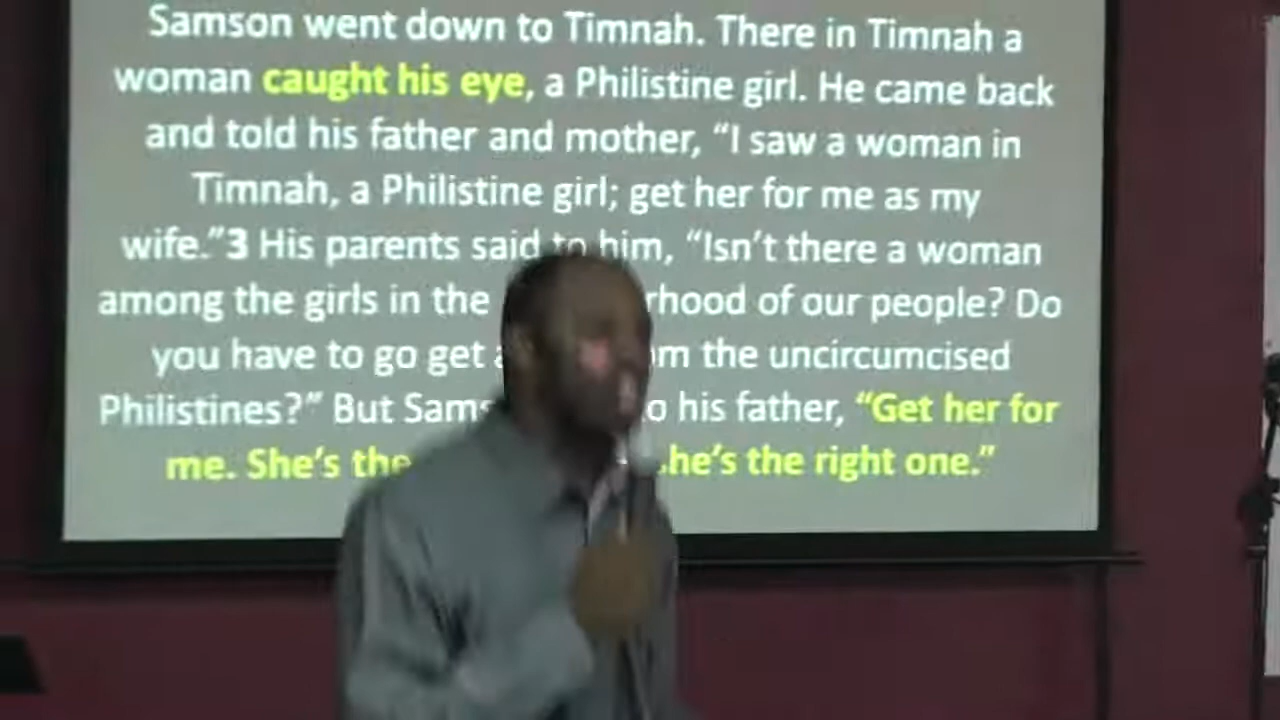 Samson went down to Timnah. There in Timnah a
woman caught his eye, a Philistine girl. He came back
and told his father and mother, “I saw a woman in
Timnah, a Philistine girl; get her for me as my
wife.”3 His parents said to him, “Isn’t there a woman
among the girls in the rhood of our people? Do
you have to go get the uncircumcised
Philistines?” But his father, “Get her for
me. She’s the she’s the right one.”